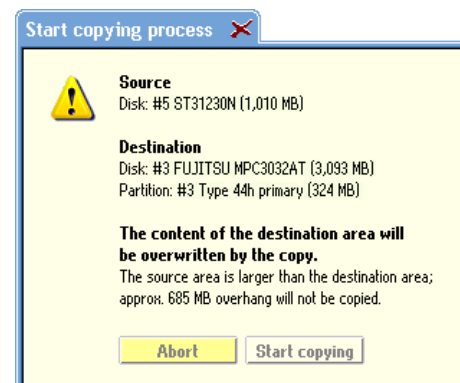 Start copying process
Source
Disk: #5 ST31230N (1,010 MB)
Destination
Disk: #3 FUJITSU MPC3032AT (3,093 MB)
Partition: #3 Type 44h primary (324 MB)
The content of the destination area will
be overwritten by the copy.
The source area is larger than the destination area;
approx. 685 MB overhang will not be copied.
Abort
Start copying